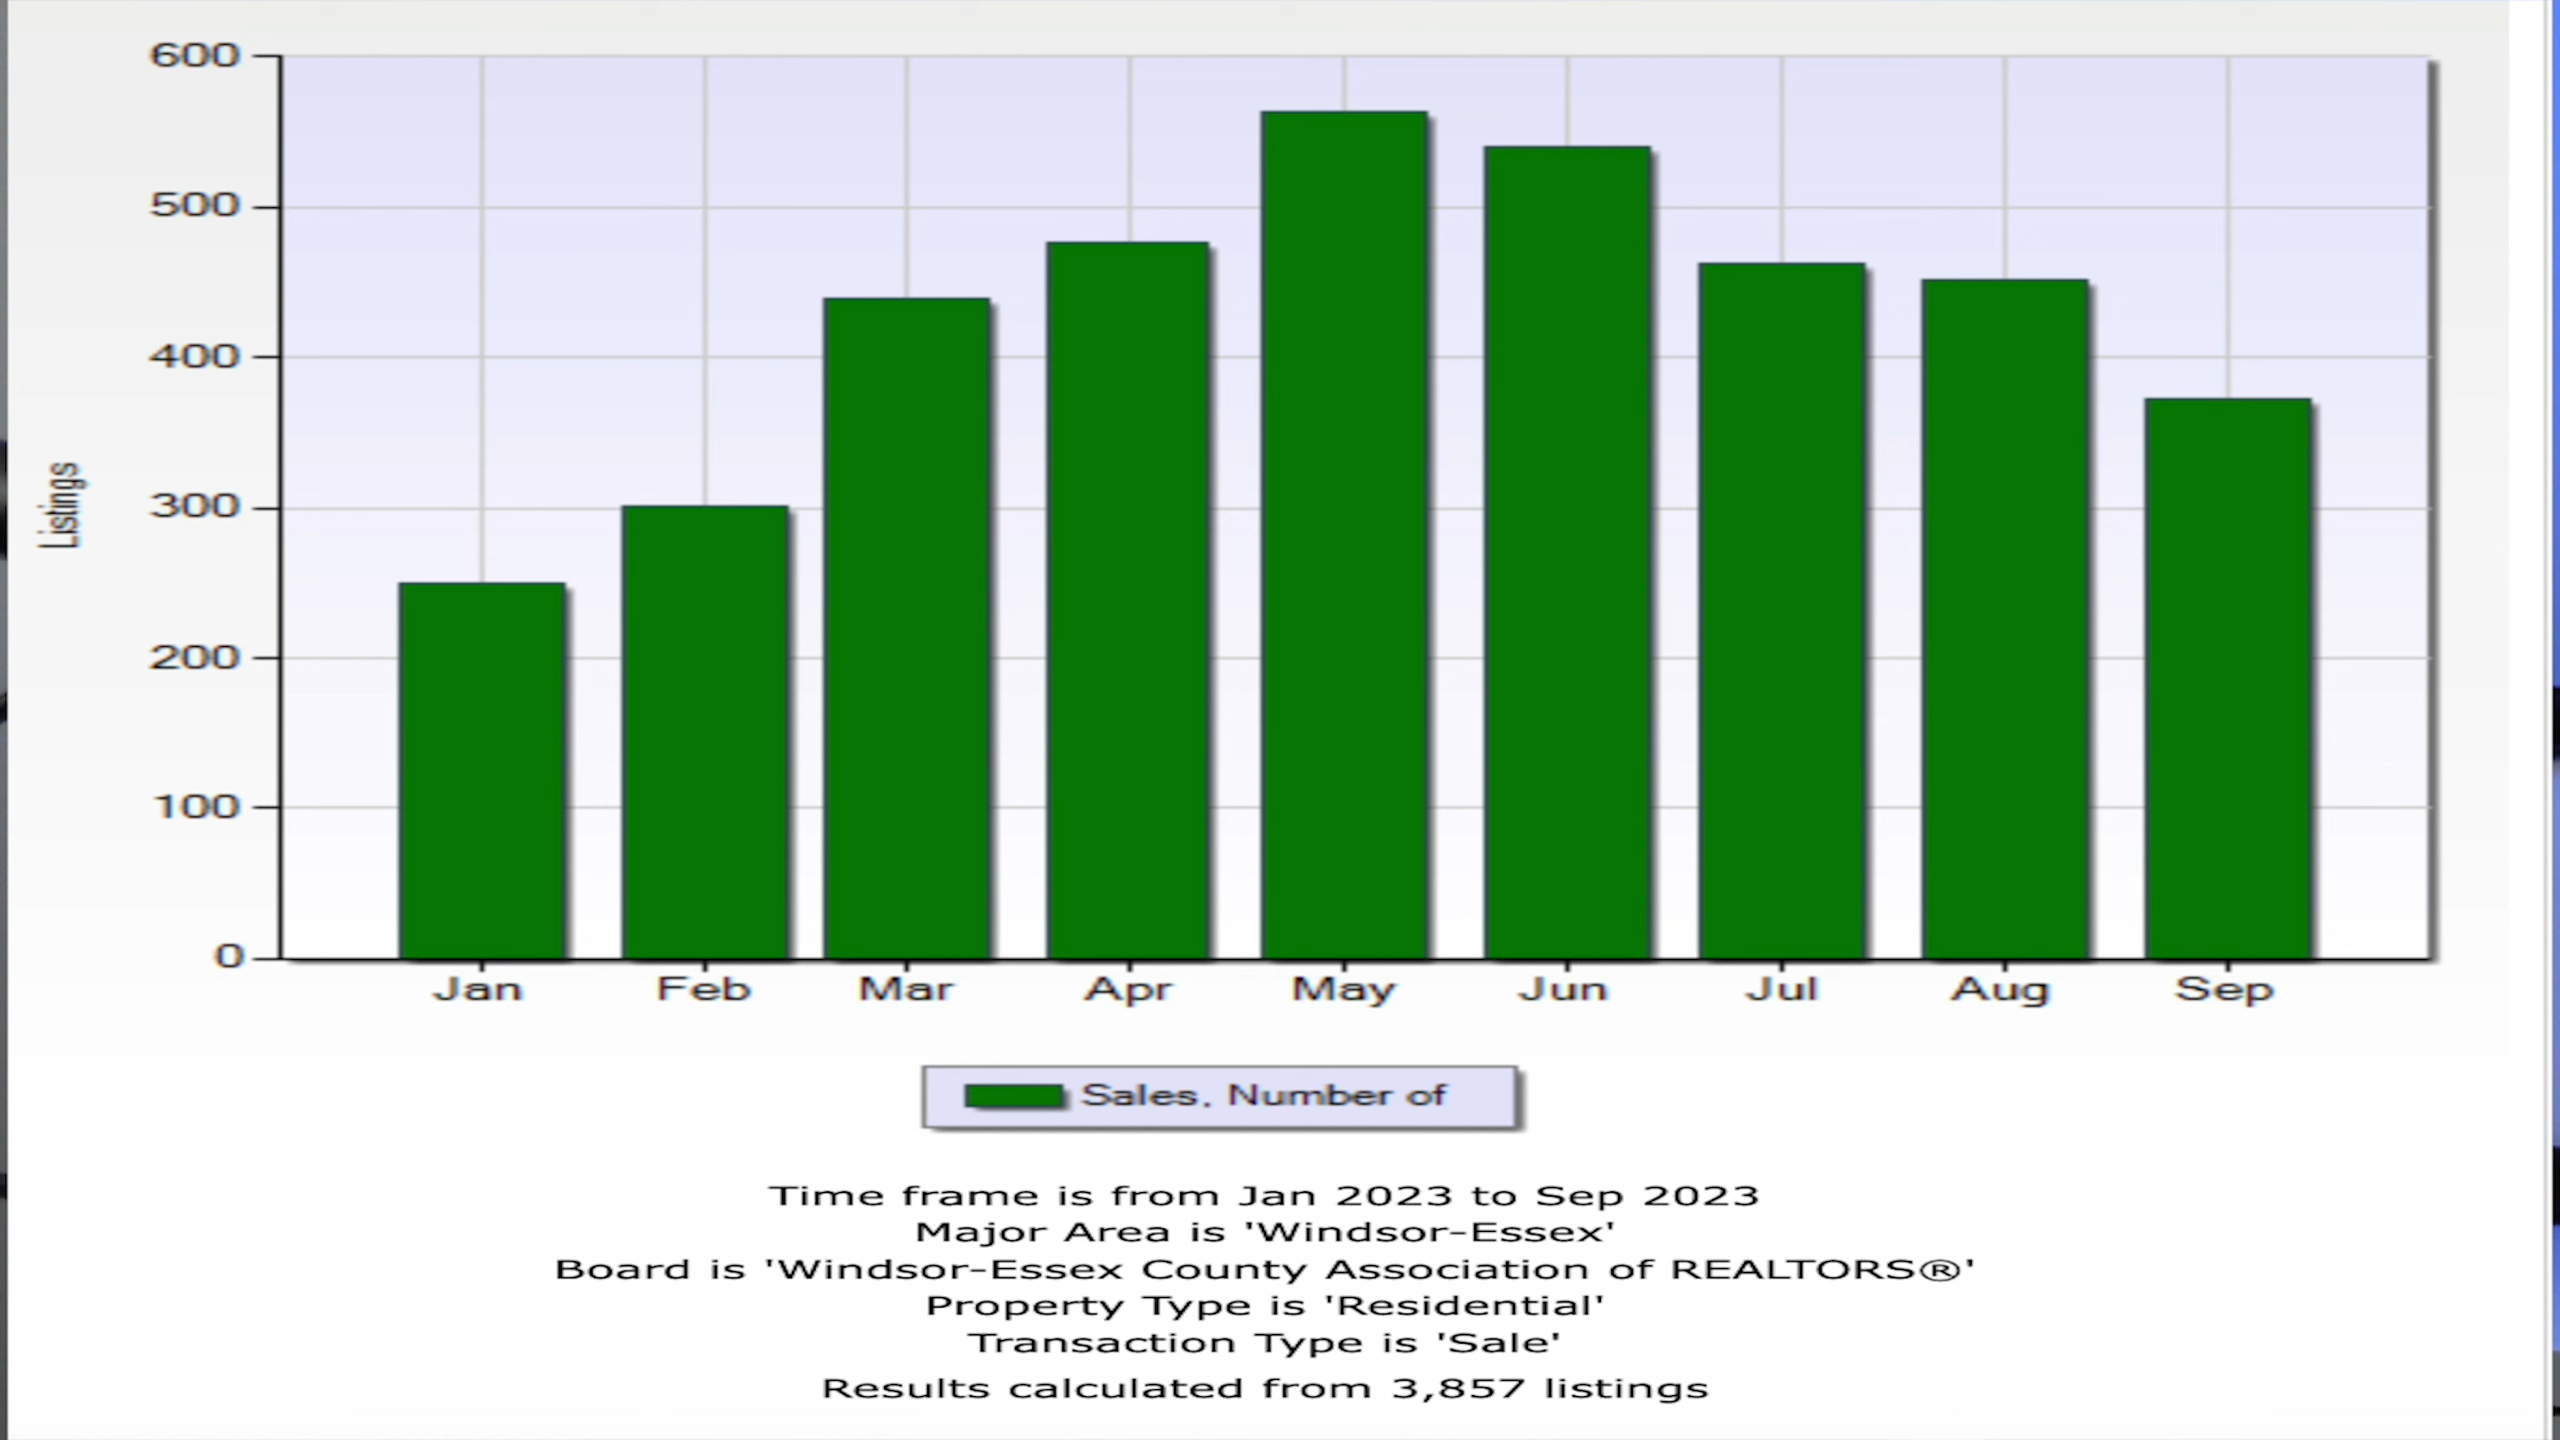 600
500
400
300
200
100
0
Listings
Jan Feb Mar Apr May Jun Jul Aug Sep
Sales, Number of
Time frame is from Jan 2023 to Sep 2023
Major Area is 'Windsor-Essex'
Board is 'Windsor-Essex County Association of REALTORS®'
Property Type is 'Residential'
Transaction Type is 'Sale'
Results calculated from 3,857 listings